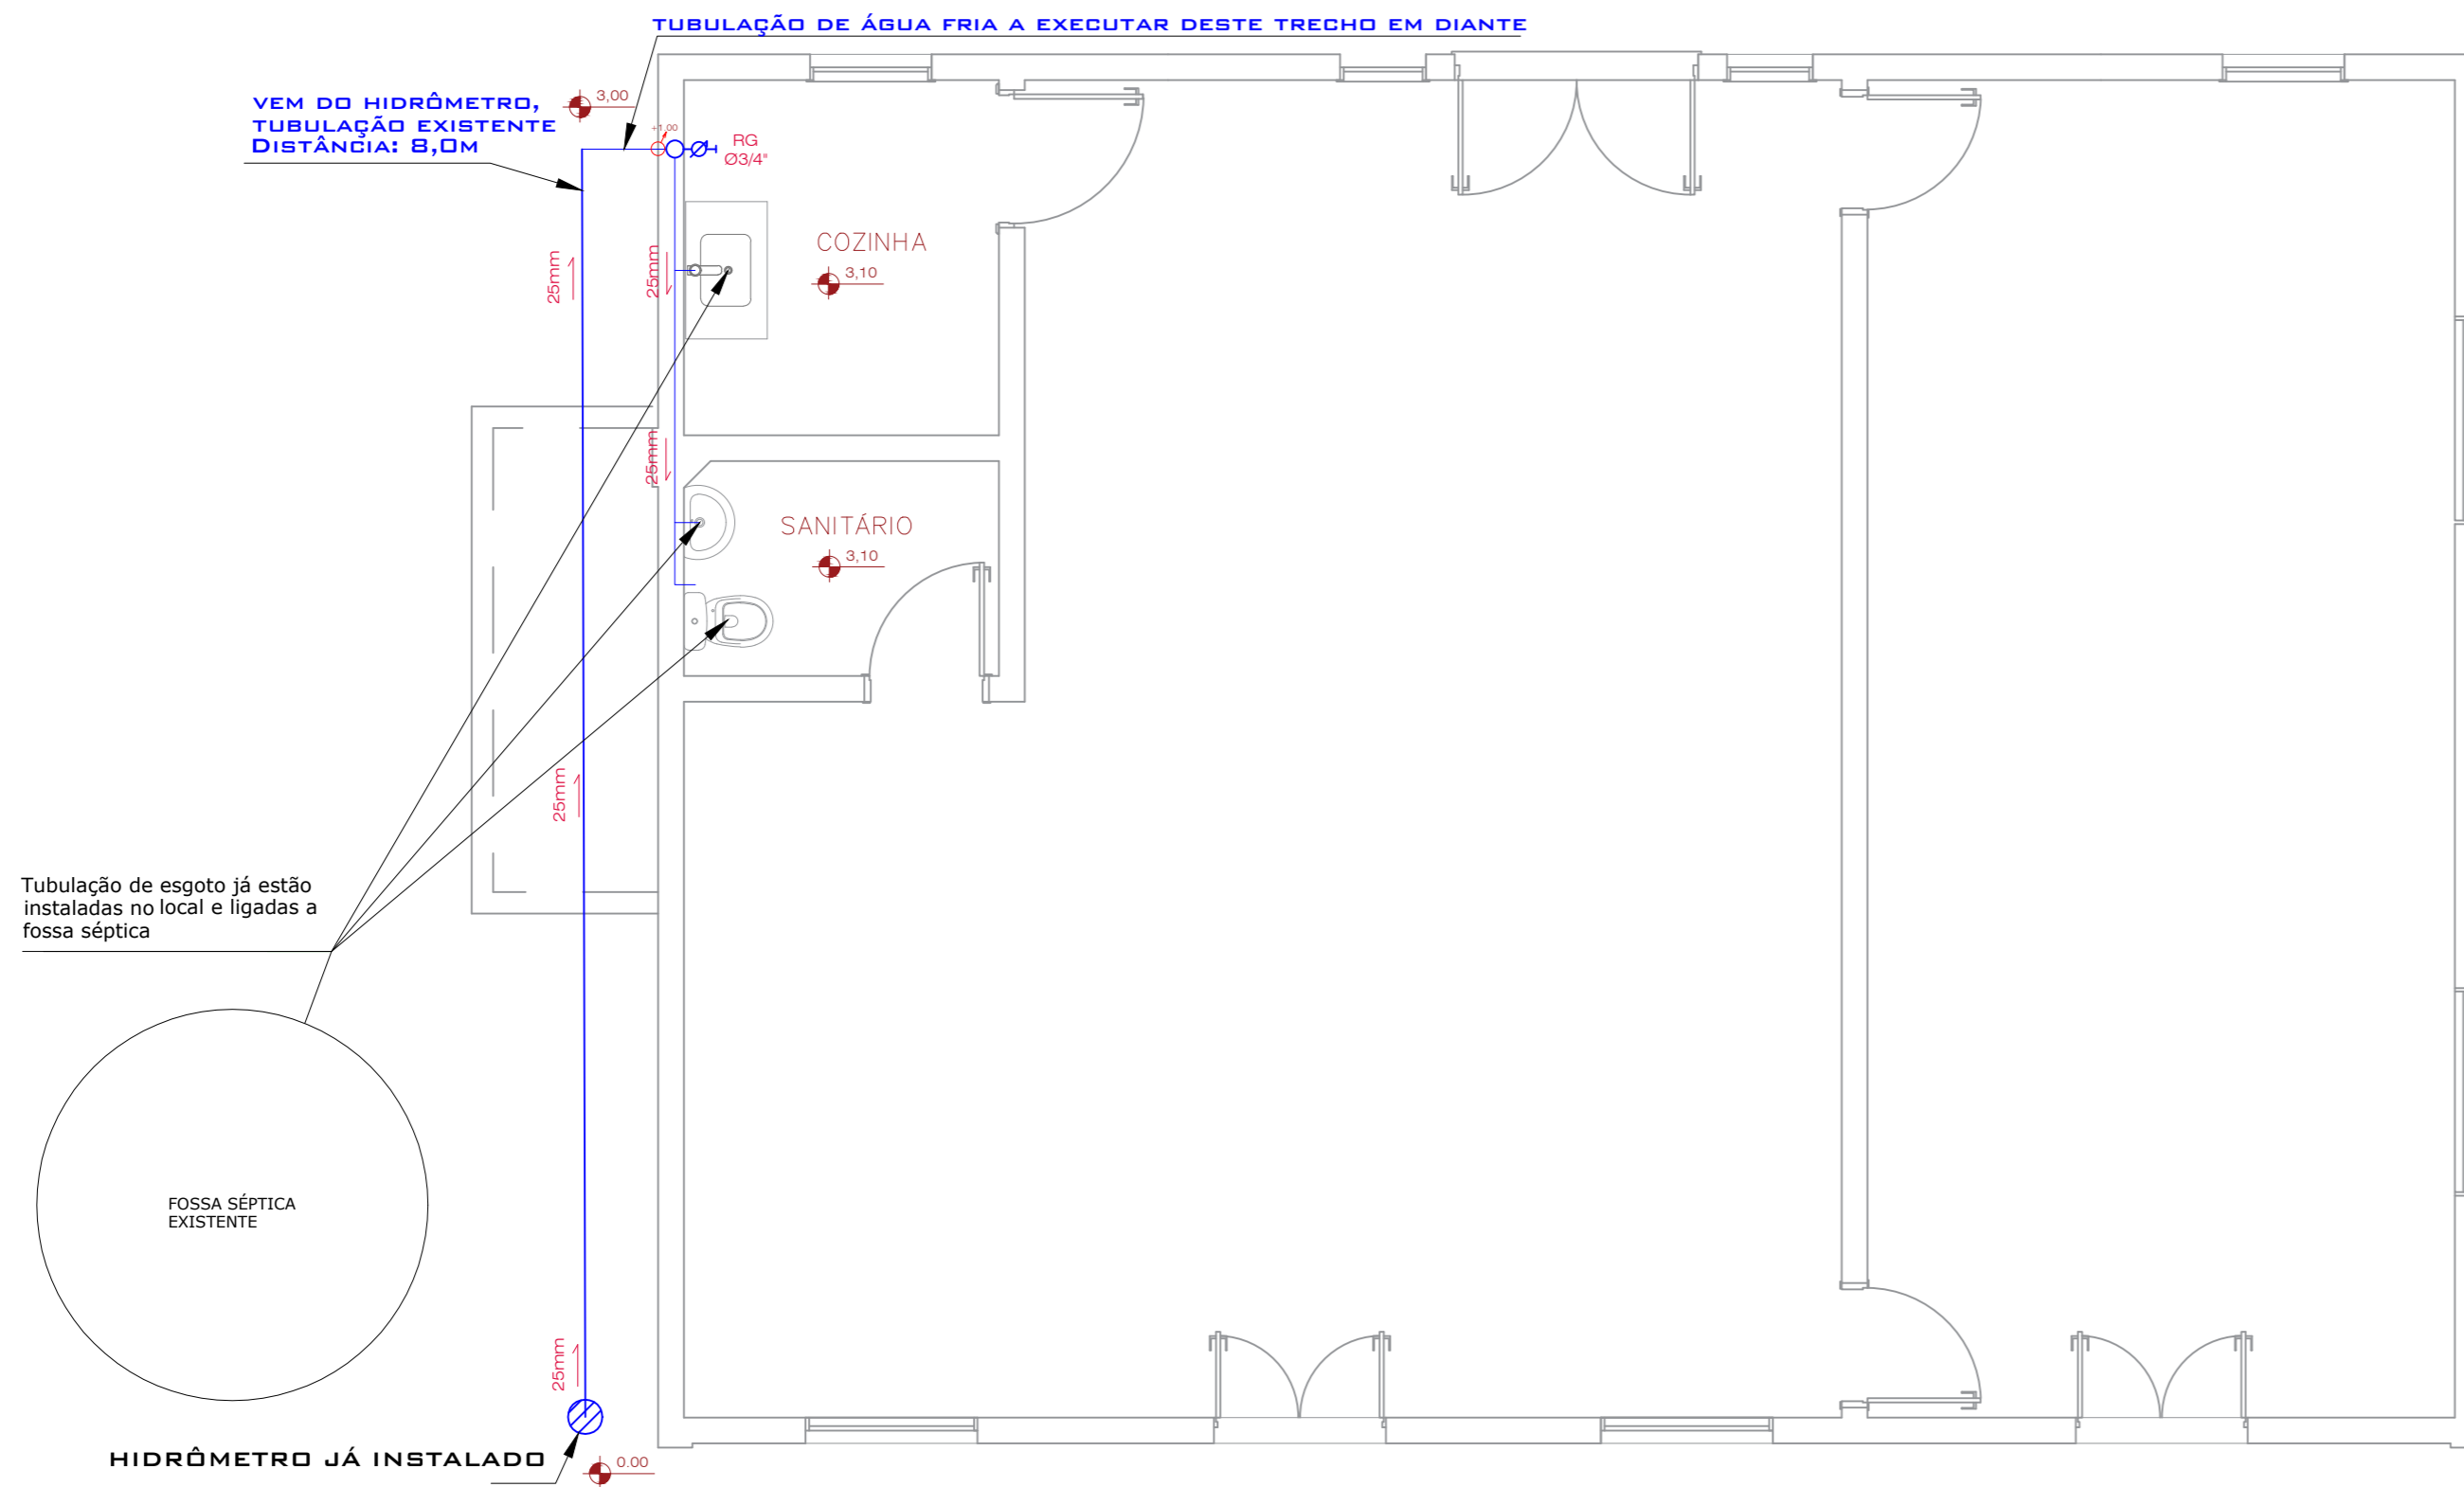 TUBULAÇÃO DE ÁGUA FRIA A EXECUTAR DESTE TRECHO EM DIANTE
VEM DO HIDRÔMETRO,
TUBULAÇÃO EXISTENTE
DISTÂNCIA: 8,0M
3,00
+1,00
RG
Ø3/4"
COZINHA
3,10
25mm
25mm
25mm
SANITÁRIO
3,10
25mm
Tubulação de esgoto já estão
instaladas no local e ligadas a
fossa séptica
FOSSA SÉPTICA
EXISTENTE
25mm
HIDRÔMETRO JÁ INSTALADO
0.00